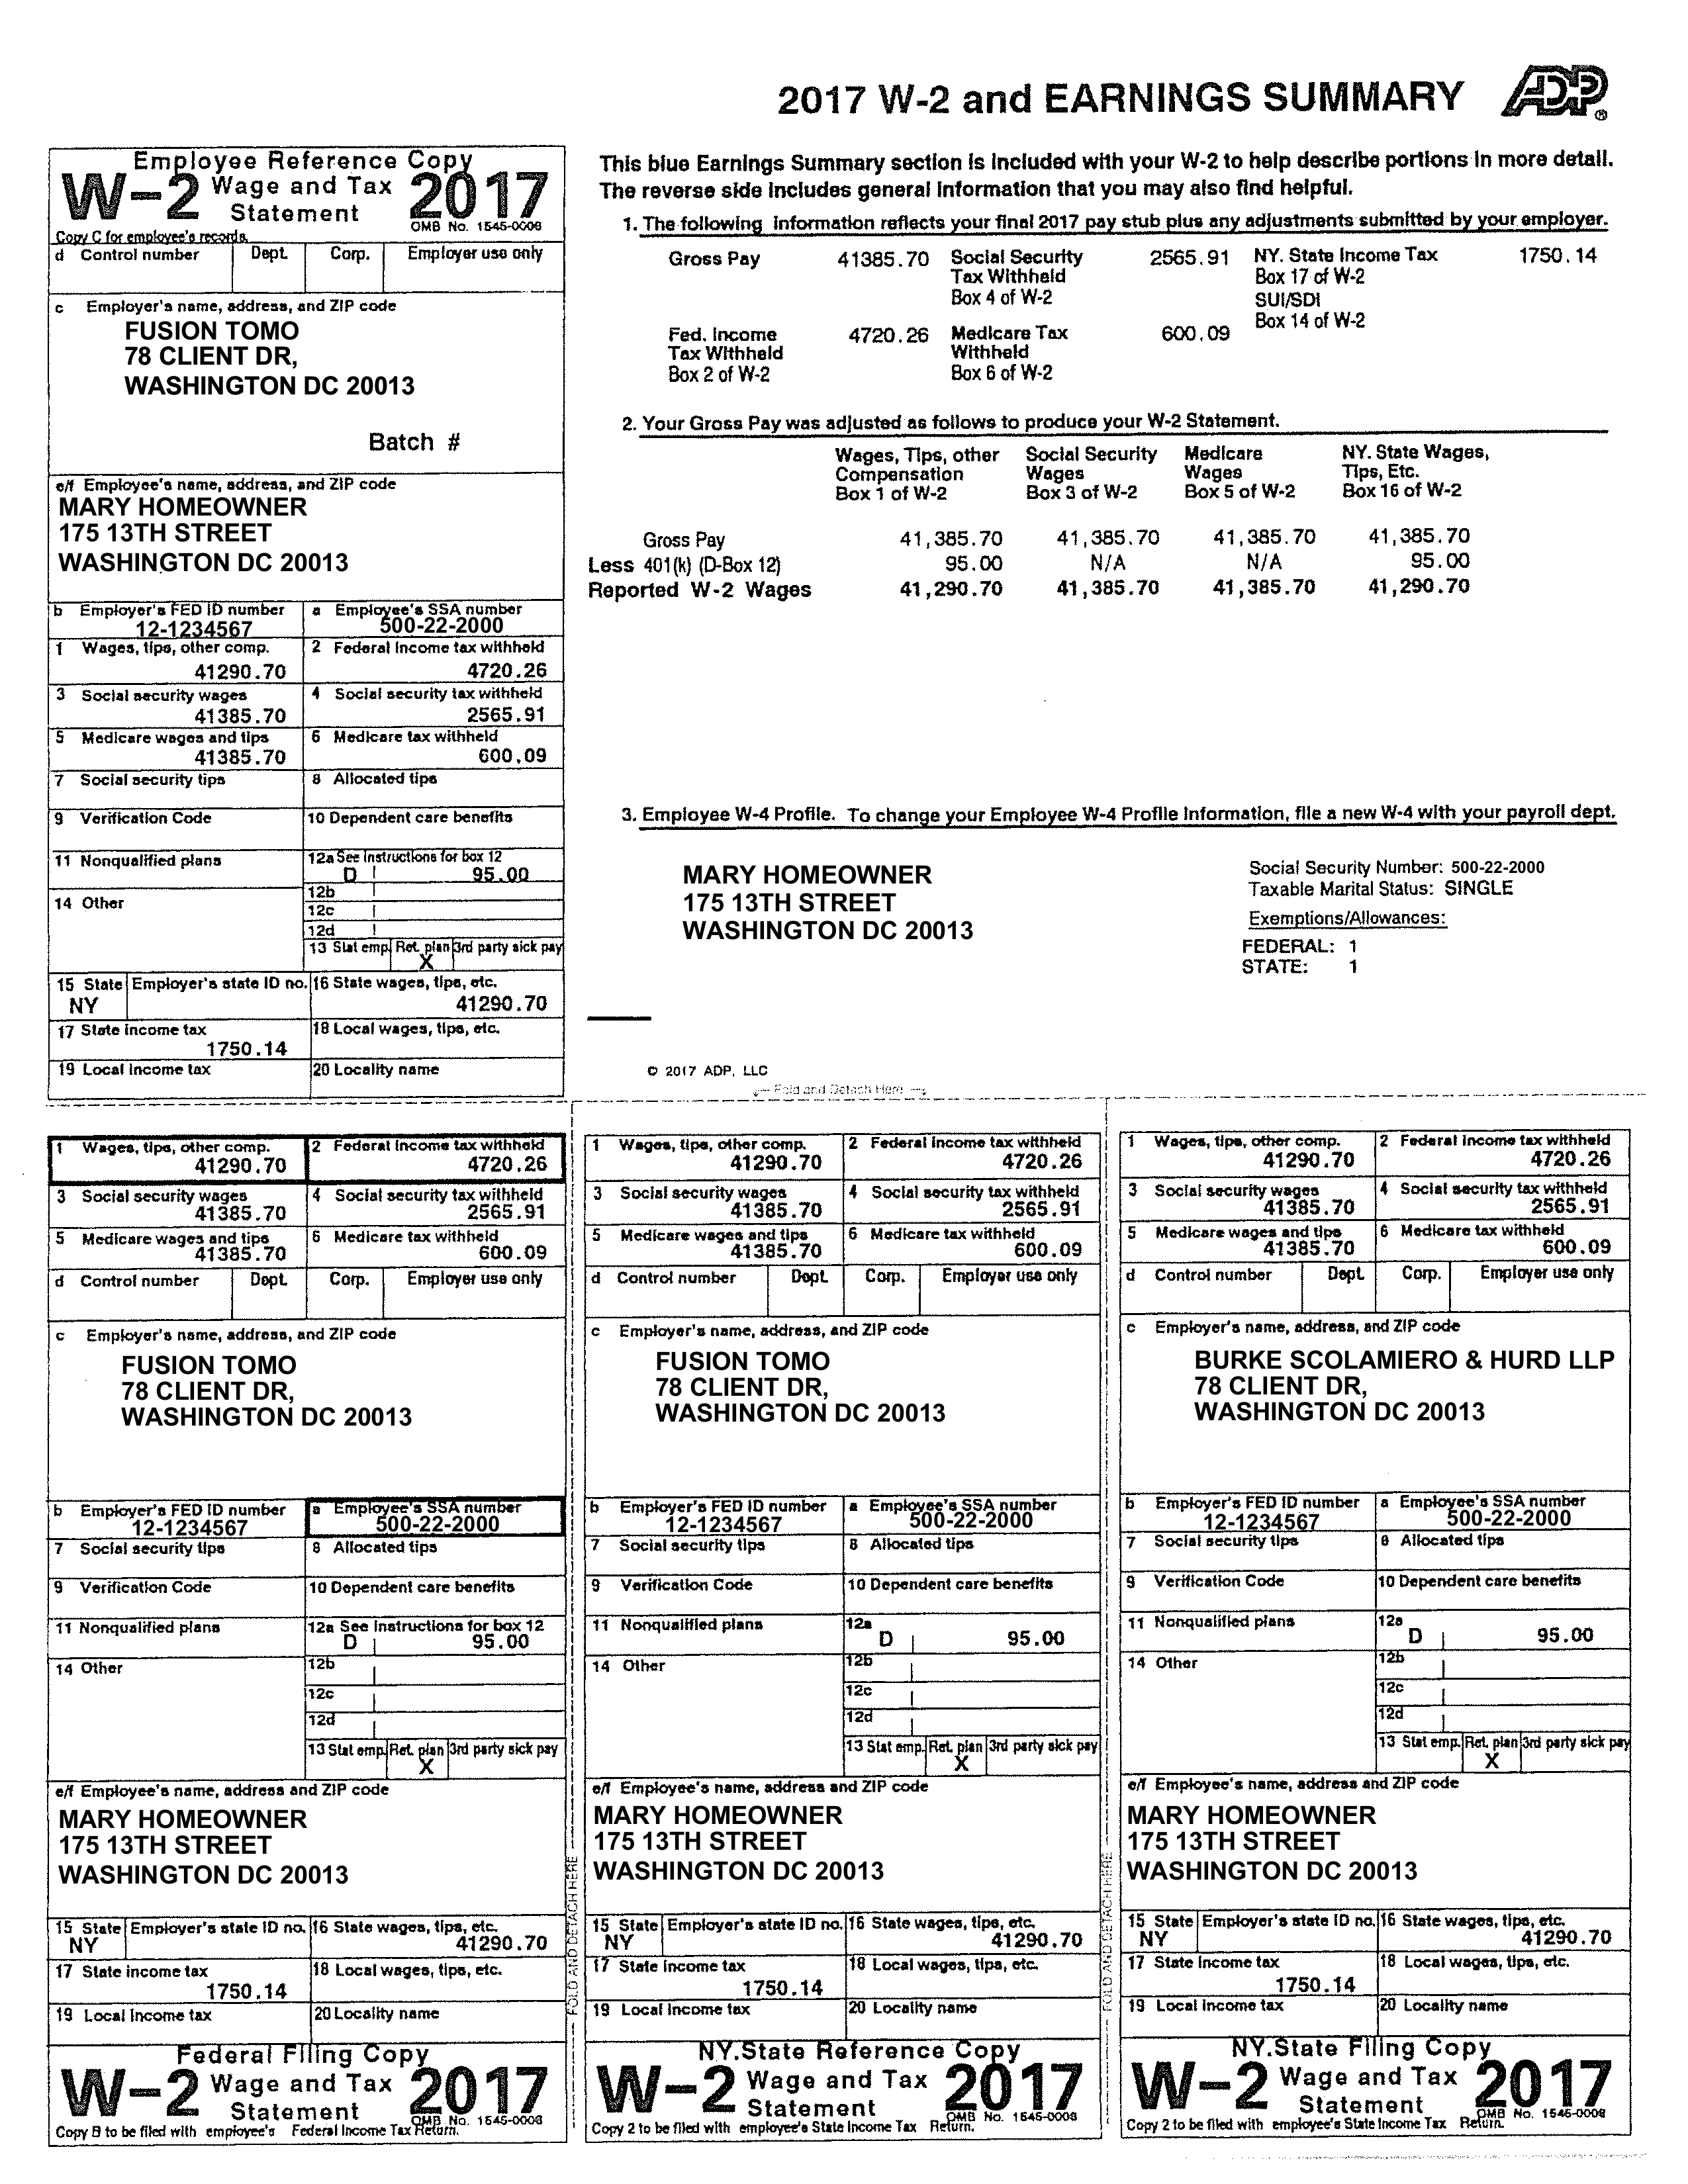 2017 W-2 and EARNINGS SUMMARY ADP®
Employee Reference Copy
W-2 Wage and Tax Statement 2017
OMB No. 1545-0008
Copy C for employee's records.
d Control number Dept. Corp. Employer use only
c Employer's name, address, and ZIP code
FUSION TOMO
78 CLIENT DR,
WASHINGTON DC 20013
Batch #
e/f Employee's name, address, and ZIP code
MARY HOMEOWNER
175 13TH STREET
WASHINGTON DC 20013
b Employer's FED ID number a Employee's SSA number
12-1234567 500-22-2000
1 Wages, tips, other comp. 2 Federal income tax withheld
41290.70 4720.26
3 Social security wages 4 Social security tax withheld
41385.70 2565.91
5 Medicare wages and tips 6 Medicare tax withheld
41385.70 600.09
7 Social security tips 8 Allocated tips
9 Verification Code 10 Dependent care benefits
11 Nonqualified plans 12a See instructions for box 12
D 95.00
12b
14 Other 12c
12d
13 Stat emp. Ret. plan 3rd party sick pay
X
15 State Employer's state ID no. 16 State wages, tips, etc.
NY 41290.70
17 State income tax 18 Local wages, tips, etc.
1750.14
19 Local income tax 20 Locality name
This blue Earnings Summary section is included with your W-2 to help describe portions in more detail.
The reverse side includes general information that you may also find helpful.
1. The following information reflects your final 2017 pay stub plus any adjustments submitted by your employer.
Gross Pay 41385.70 Social Security Tax Withheld Box 4 of W-2 2565.91 NY. State Income Tax Box 17 of W-2 1750.14
SUI/SDI Box 14 of W-2
Fed. Income Tax Withheld Box 2 of W-2 4720.26 Medicare Tax Withheld Box 6 of W-2 600.09
2. Your Gross Pay was adjusted as follows to produce your W-2 Statement.
Wages, Tips, other Compensation Box 1 of W-2 Social Security Wages Box 3 of W-2 Medicare Wages Box 5 of W-2 NY. State Wages, Tips, Etc. Box 16 of W-2
Gross Pay 41,385.70 41,385.70 41,385.70 41,385.70
Less 401(k) (D-Box 12) 95.00 N/A N/A 95.00
Reported W-2 Wages 41,290.70 41,385.70 41,385.70 41,290.70
3. Employee W-4 Profile. To change your Employee W-4 Profile Information, file a new W-4 with your payroll dept.
MARY HOMEOWNER
175 13TH STREET
WASHINGTON DC 20013
Social Security Number: 500-22-2000
Taxable Marital Status: SINGLE
Exemptions/Allowances:
FEDERAL: 1
STATE: 1
© 2017 ADP, LLC
Fold and Detach Here
1 Wages, tips, other comp. 2 Federal income tax withheld
41290.70 4720.26
3 Social security wages 4 Social security tax withheld
41385.70 2565.91
5 Medicare wages and tips 6 Medicare tax withheld
41385.70 600.09
d Control number Dept. Corp. Employer use only
c Employer's name, address, and ZIP code
FUSION TOMO
78 CLIENT DR,
WASHINGTON DC 20013
b Employer's FED ID number a Employee's SSA number
12-1234567 500-22-2000
7 Social security tips 8 Allocated tips
9 Verification Code 10 Dependent care benefits
11 Nonqualified plans 12a See instructions for box 12
D 95.00
14 Other 12b
12c
12d
13 Stat emp. Ret. plan 3rd party sick pay
X
e/f Employee's name, address and ZIP code
MARY HOMEOWNER
175 13TH STREET
WASHINGTON DC 20013
15 State Employer's state ID no. 16 State wages, tips, etc.
NY 41290.70
17 State income tax 18 Local wages, tips, etc.
1750.14
19 Local income tax 20 Locality name
Federal Filing Copy
W-2 Wage and Tax Statement 2017
OMB No. 1545-0008
Copy B to be filed with employee's Federal Income Tax Return.
FOLD AND DETACH HERE
1 Wages, tips, other comp. 2 Federal income tax withheld
41290.70 4720.26
3 Social security wages 4 Social security tax withheld
41385.70 2565.91
5 Medicare wages and tips 6 Medicare tax withheld
41385.70 600.09
d Control number Dept. Corp. Employer use only
c Employer's name, address, and ZIP code
FUSION TOMO
78 CLIENT DR,
WASHINGTON DC 20013
b Employer's FED ID number a Employee's SSA number
12-1234567 500-22-2000
7 Social security tips 8 Allocated tips
9 Verification Code 10 Dependent care benefits
11 Nonqualified plans 12a
D 95.00
14 Other 12b
12c
12d
13 Stat emp. Ret. plan 3rd party sick pay
X
e/f Employee's name, address and ZIP code
MARY HOMEOWNER
175 13TH STREET
WASHINGTON DC 20013
15 State Employer's state ID no. 16 State wages, tips, etc.
NY 41290.70
17 State income tax 18 Local wages, tips, etc.
1750.14
19 Local income tax 20 Locality name
NY.State Reference Copy
W-2 Wage and Tax Statement 2017
OMB No. 1545-0008
Copy 2 to be filed with employee's State Income Tax Return.
FOLD AND DETACH HERE
1 Wages, tips, other comp. 2 Federal income tax withheld
41290.70 4720.26
3 Social security wages 4 Social security tax withheld
41385.70 2565.91
5 Medicare wages and tips 6 Medicare tax withheld
41385.70 600.09
d Control number Dept. Corp. Employer use only
c Employer's name, address, and ZIP code
BURKE SCOLAMIERO & HURD LLP
78 CLIENT DR,
WASHINGTON DC 20013
b Employer's FED ID number a Employee's SSA number
12-1234567 500-22-2000
7 Social security tips 8 Allocated tips
9 Verification Code 10 Dependent care benefits
11 Nonqualified plans 12a
D 95.00
14 Other 12b
12c
12d
13 Stat emp. Ret. plan 3rd party sick pay
X
e/f Employee's name, address and ZIP code
MARY HOMEOWNER
175 13TH STREET
WASHINGTON DC 20013
15 State Employer's state ID no. 16 State wages, tips, etc.
NY 41290.70
17 State income tax 18 Local wages, tips, etc.
1750.14
19 Local income tax 20 Locality name
NY.State Filing Copy
W-2 Wage and Tax Statement 2017
OMB No. 1545-0008
Copy 2 to be filed with employee's State Income Tax Return.